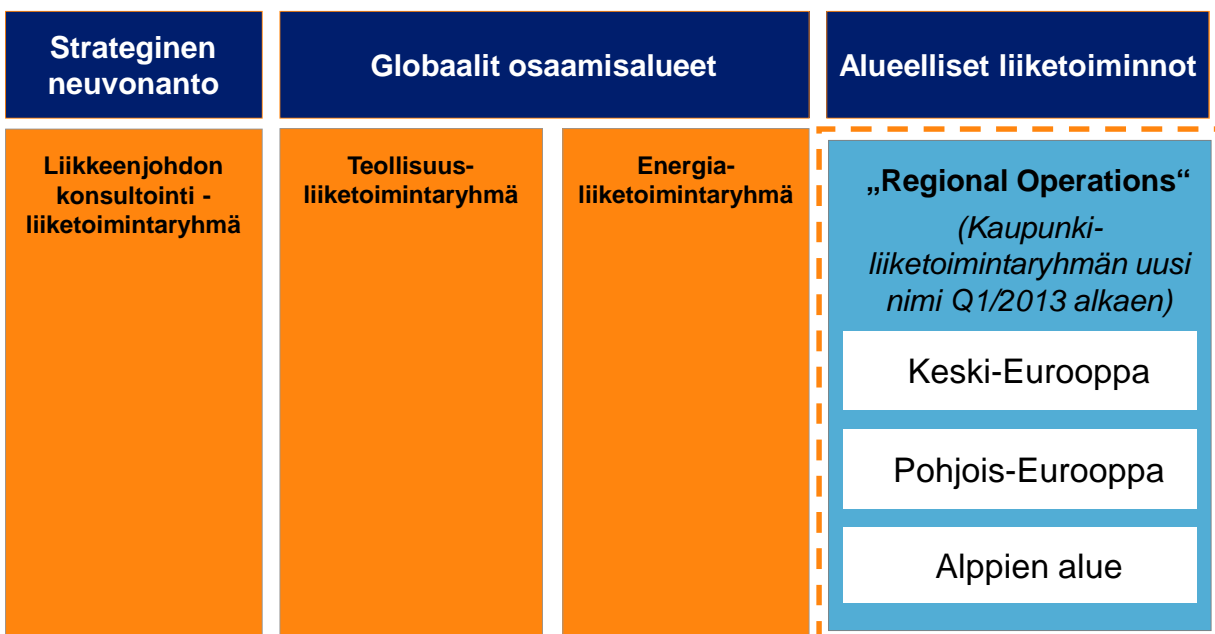 Strateginen
neuvonanto
Globaalit osaamisalueet
Alueelliset liiketoiminnot
Liikkeenjohdon
konsultointi -
liiketoimintaryhmä
Teollisuus-
liiketoimintaryhmä
Energia-
liiketoimintaryhmä
„Regional Operations“
(Kaupunki-
liiketoimintaryhmän uusi
nimi Q1/2013 alkaen)
Keski-Eurooppa
Pohjois-Eurooppa
Alppien alue